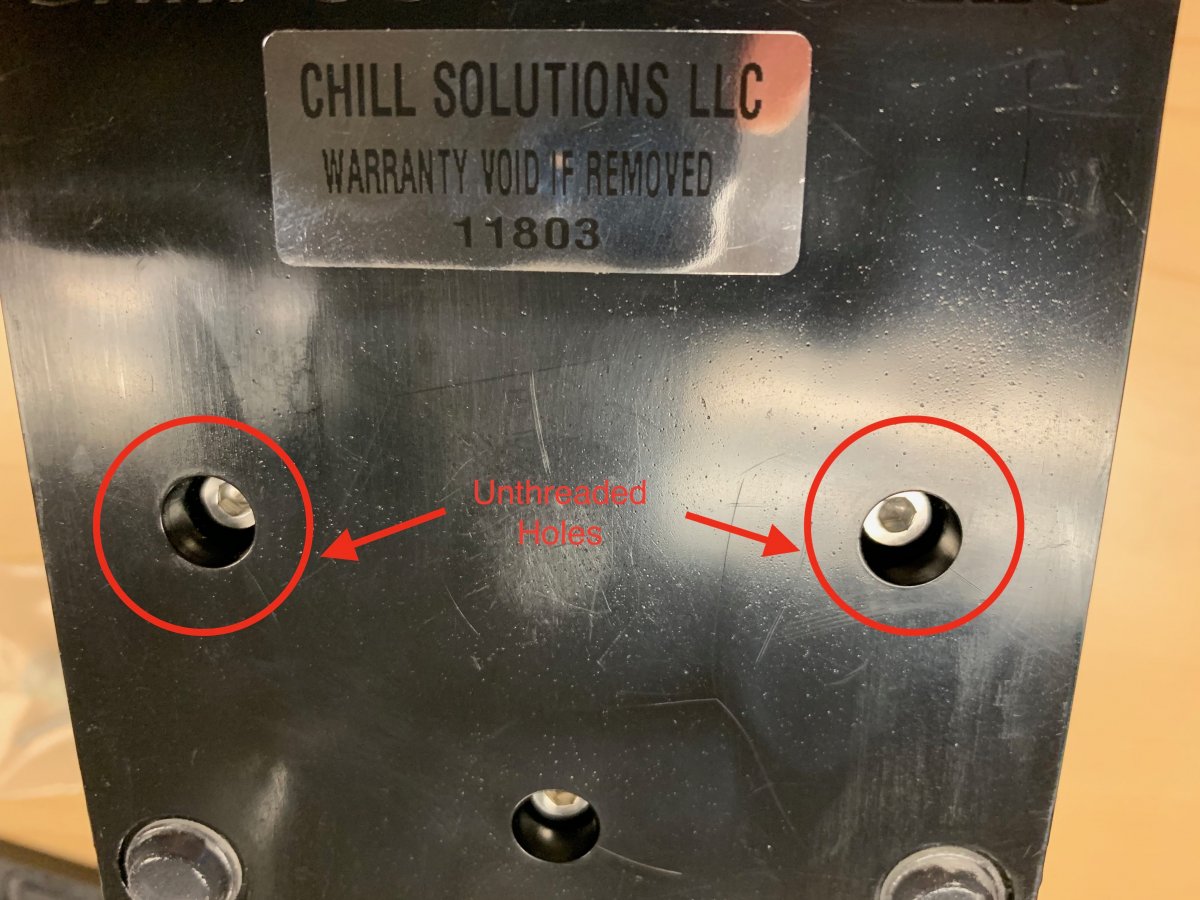 CHILL SOLUTIONS LLC
WARRANTY VOID IF REMOVED
11803
Unthreaded
Holes